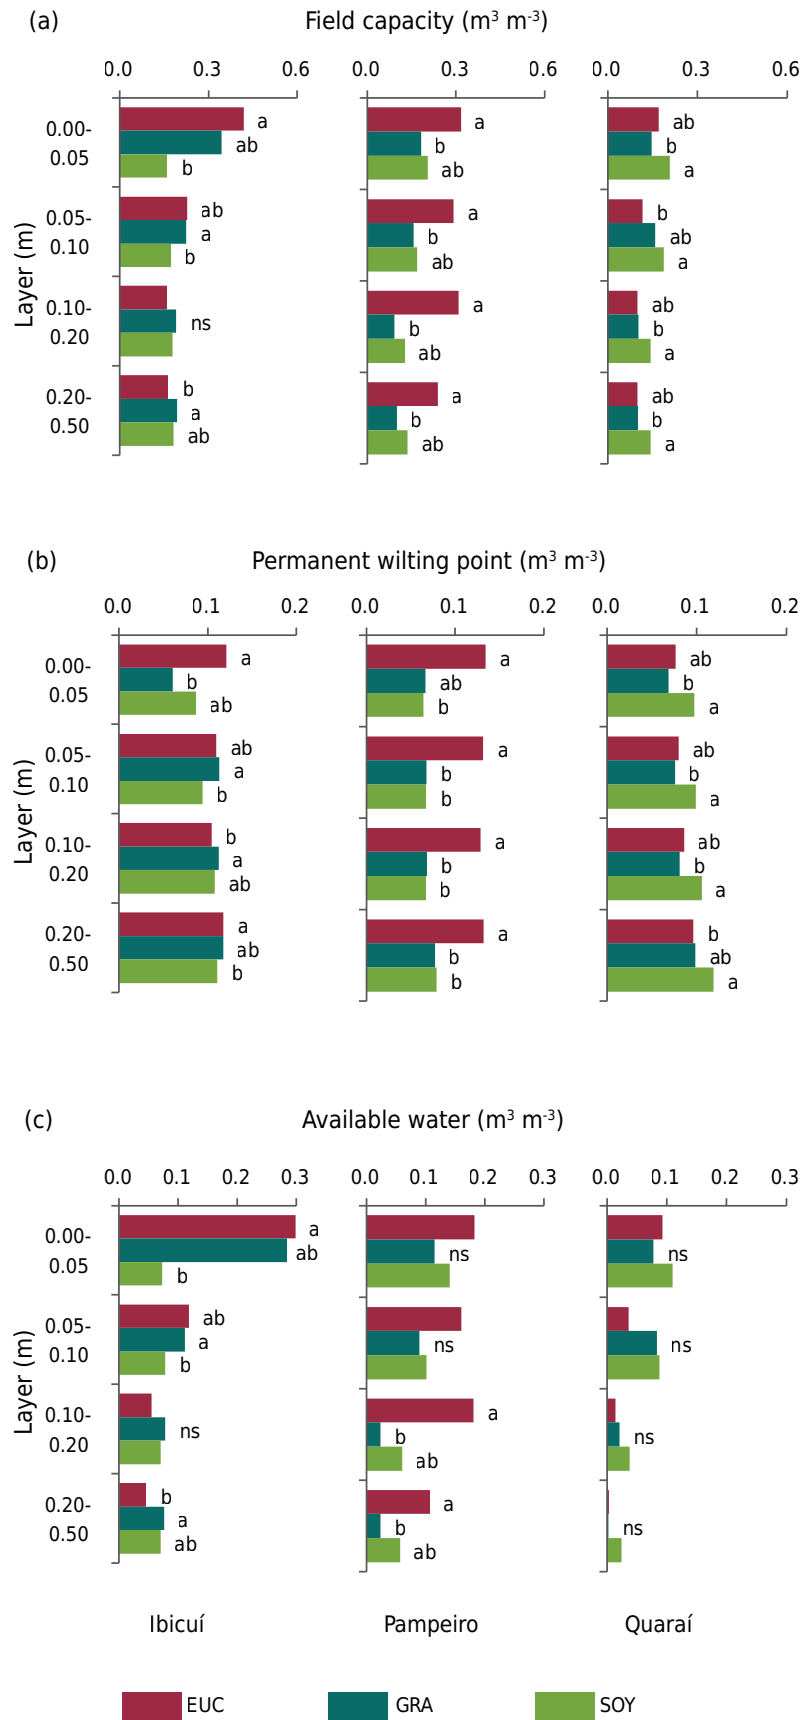 (a) Field capacity (m³ m⁻³)
0.0 0.3 0.6 0.0 0.3 0.6 0.0 0.3 0.6
Layer (m)
0.00-
0.05
a
ab
b
a
b
ab
ab
b
a
0.05-
0.10
ab
a
b
a
b
ab
b
ab
a
0.10-
0.20
ns
a
b
ab
ab
b
a
0.20-
0.50
b
a
ab
a
b
ab
ab
b
a
(b) Permanent wilting point (m³ m⁻³)
0.0 0.1 0.2 0.0 0.1 0.2 0.0 0.1 0.2
Layer (m)
0.00-
0.05
a
b
ab
a
ab
b
ab
b
a
0.05-
0.10
ab
a
b
a
b
b
ab
b
a
0.10-
0.20
b
a
ab
a
b
b
ab
b
a
0.20-
0.50
a
ab
b
a
b
b
b
ab
a
(c) Available water (m³ m⁻³)
0.0 0.1 0.2 0.3 0.0 0.1 0.2 0.3 0.0 0.1 0.2 0.3
Layer (m)
0.00-
0.05
a
ab
b
ns
ns
0.05-
0.10
ab
a
b
ns
ns
0.10-
0.20
ns
a
b
ab
ns
0.20-
0.50
b
a
ab
a
b
ab
ns
Ibicuí Pampeiro Quaraí
EUC GRA SOY